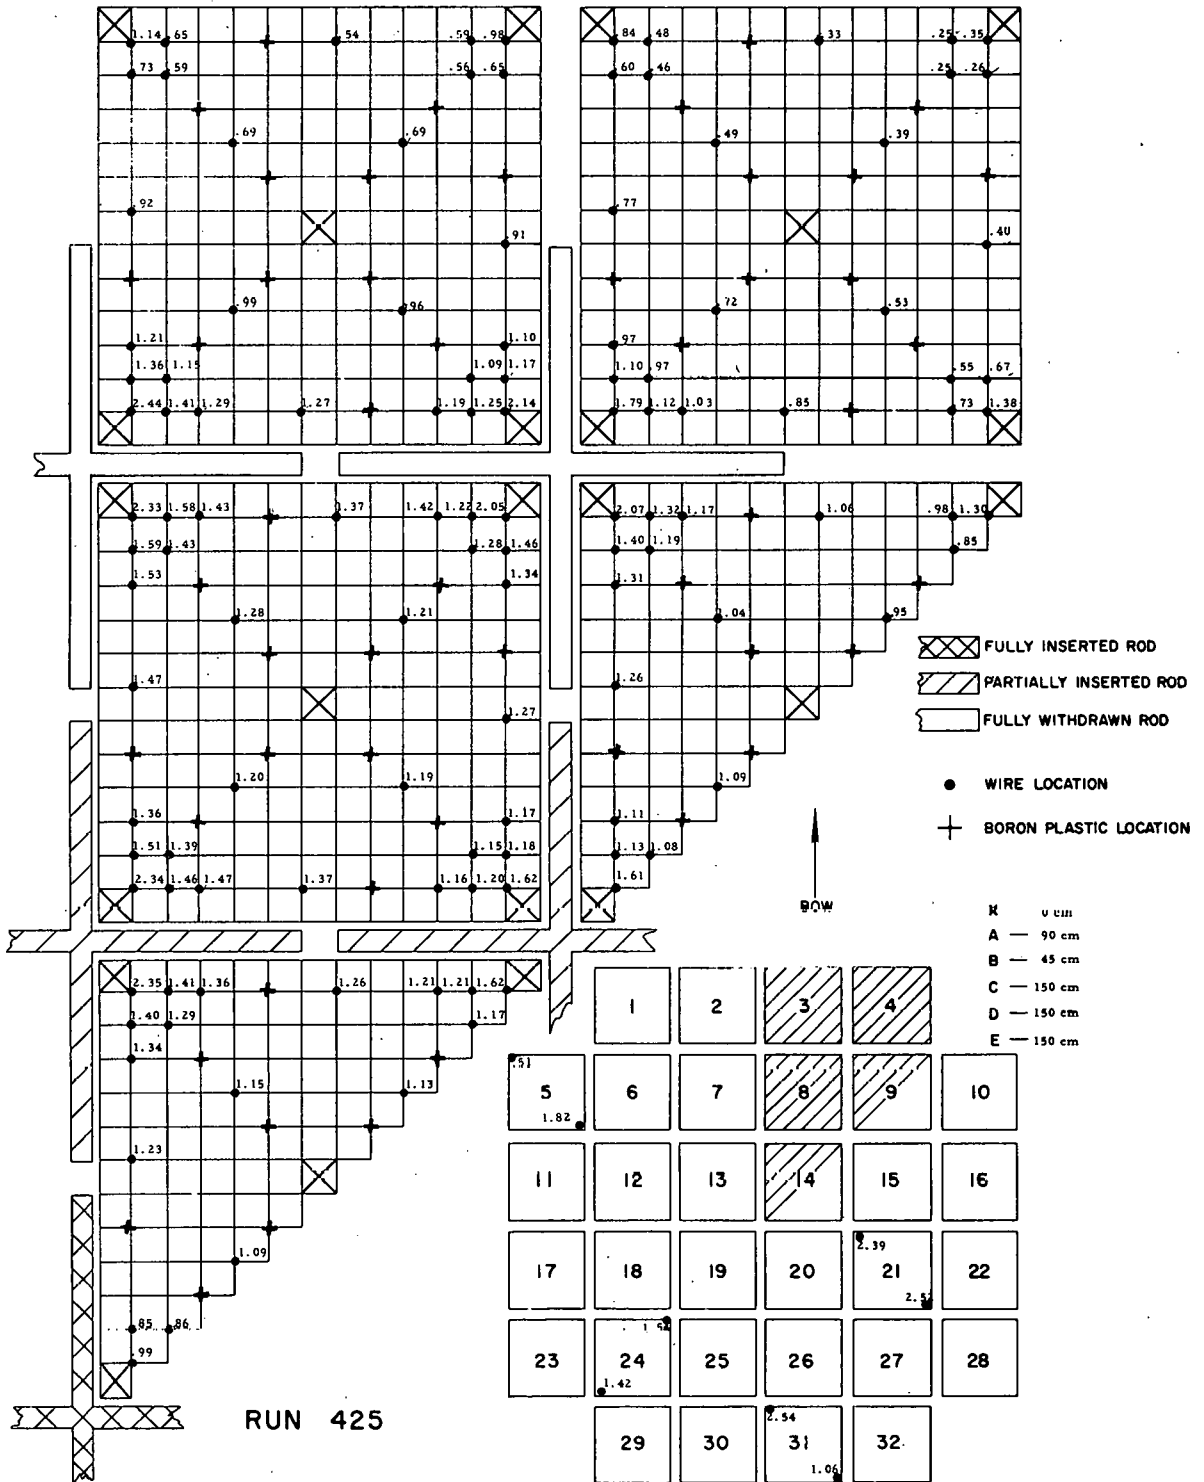 1.14 .65 .54 .59 .98
.73 .59 .56 .65
.69 .69
.92
.91
.99 .96
1.21 1.10
1.36 1.15 1.09 1.17
2.44 1.41 1.29 1.27 1.19 1.25 2.14
.84 .48 .33 .25 .35
.60 .46 .25 .26
.49 .39
.77
.40
.72 .53
.97
1.10 .97 .55 .67
1.79 1.12 1.03 .85 .73 1.38
2.33 1.58 1.43 1.37 1.42 1.22 2.05
1.59 1.43 1.28 1.46
1.53 1.34
1.28 1.21
1.47
1.27
1.20 1.19
1.36 1.17
1.51 1.39 1.15 1.18
2.34 1.46 1.47 1.37 1.16 1.20 1.62
2.07 1.32 1.17 1.06 .98 1.30
1.40 1.19 .85
1.31
1.04 .95
1.26
1.09
1.11
1.13 1.08
1.61
FULLY INSERTED ROD
PARTIALLY INSERTED ROD
FULLY WITHDRAWN ROD
WIRE LOCATION
BORON PLASTIC LOCATION
BOW
0 cm
A — 90 cm
B — 45 cm
C — 150 cm
D — 150 cm
E — 150 cm
2.35 1.41 1.36 1.26 1.21 1.21 1.62
1.40 1.29 1.17
1.34
1.15 1.13
1.23
1.09
.85 .86
.99
1 2 3 4
.51
5 6 7 8 9 10
1.82
11 12 13 14 15 16
2.39
17 18 19 20 21 22
23 24 25 26 27 28
1.42
2.54
29 30 31 32
1.06
RUN 425